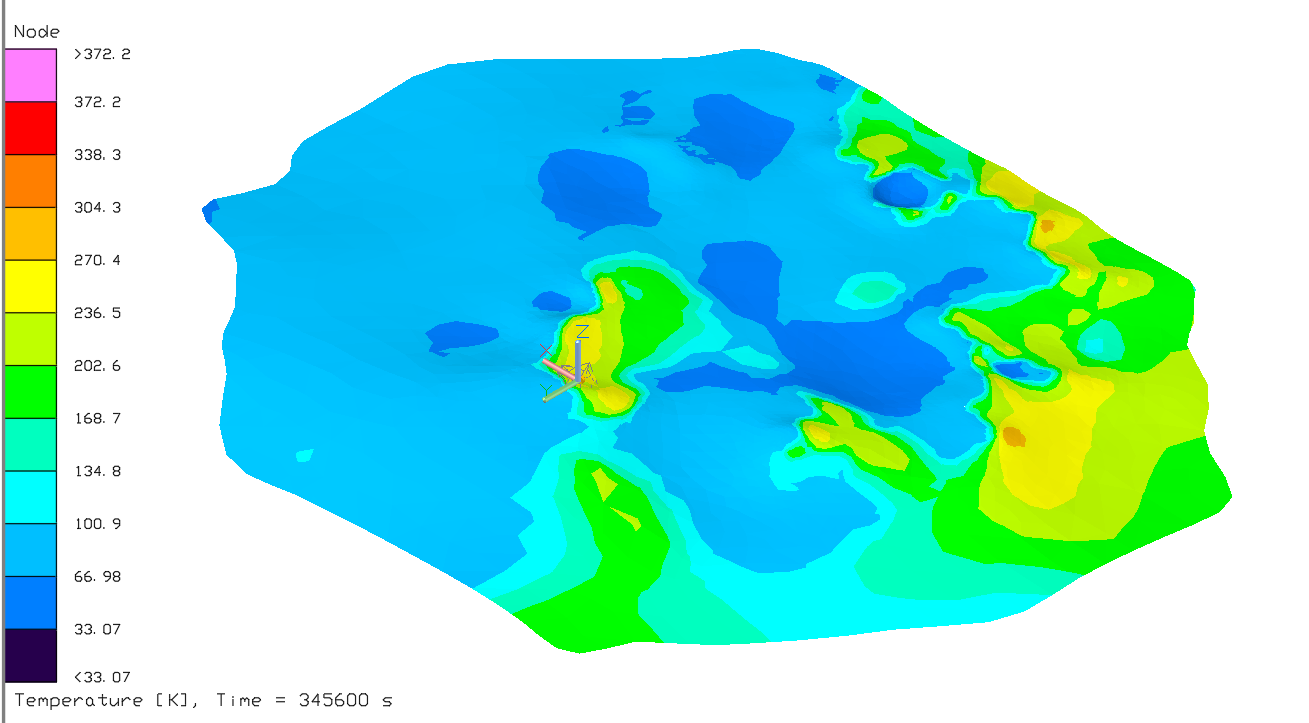 Node
>372.2
372.2
338.3
304.3
270.4
236.5
202.6
168.7
134.8
100.9
66.98
33.07
<33.07
Z
X
Y
Temperature [K], Time = 345600 s